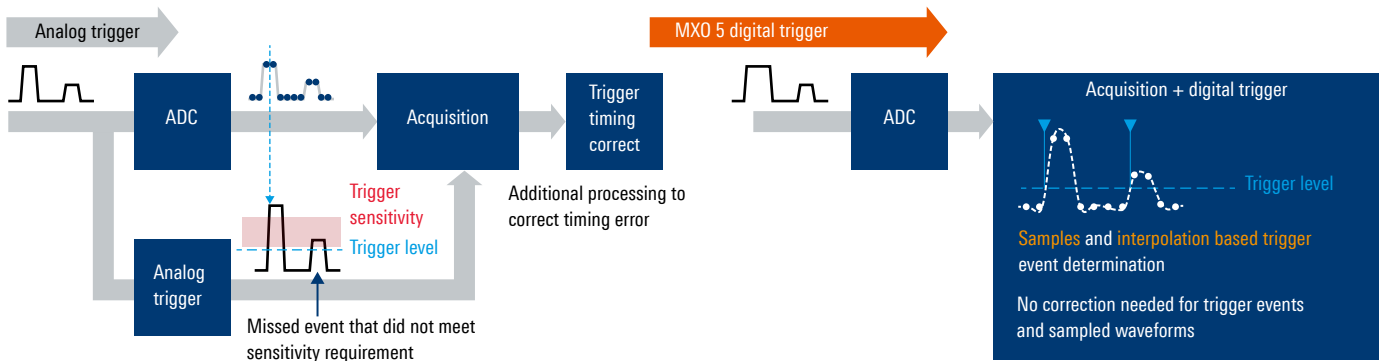 Analog trigger
ADC
Acquisition
Trigger
timing
correct
Additional processing to
correct timing error
Trigger
sensitivity
Trigger level
Analog
trigger
Missed event that did not meet
sensitivity requirement
MXO 5 digital trigger
ADC
Acquisition + digital trigger
Trigger level
Samples and interpolation based trigger
event determination
No correction needed for trigger events
and sampled waveforms